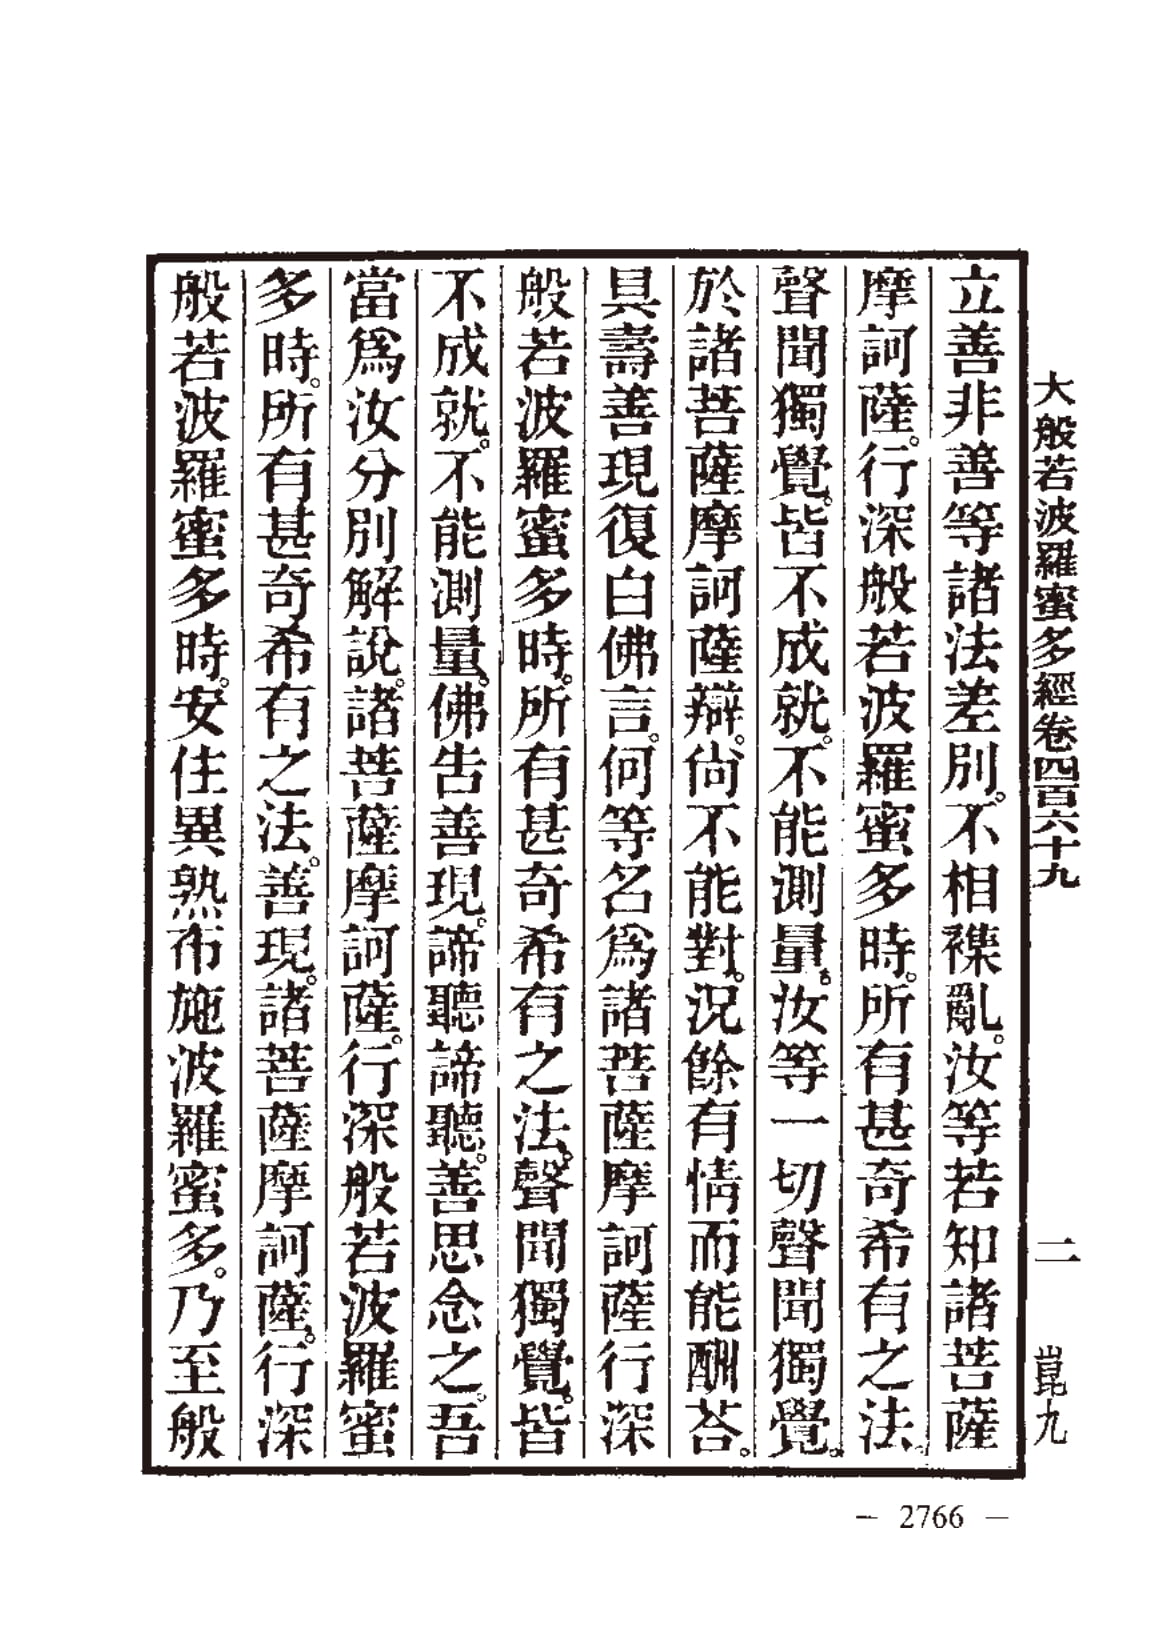 大般若波羅蜜多經卷四百六十九　二　崑九
立善非善等諸法差別。不相襍亂。汝等若知諸菩薩
摩訶薩。行深般若波羅蜜多時。所有甚奇希有之法。
聲聞獨覺。皆不成就。不能測量。汝等一切聲聞獨覺。
於諸菩薩摩訶薩辯。尙不能對。況餘有情而能酬荅。
具壽善現復白佛言。何等名爲諸菩薩摩訶薩行深
般若波羅蜜多時。所有甚奇希有之法。聲聞獨覺。皆
不成就。不能測量。佛告善現。諦聽諦聽。善思念之。吾
當爲汝分別解說。諸菩薩摩訶薩。行深般若波羅蜜
多時。所有甚奇希有之法。善現。諸菩薩摩訶薩。行深
般若波羅蜜多時。安住異熟布施波羅蜜多。乃至般
— 2766 —